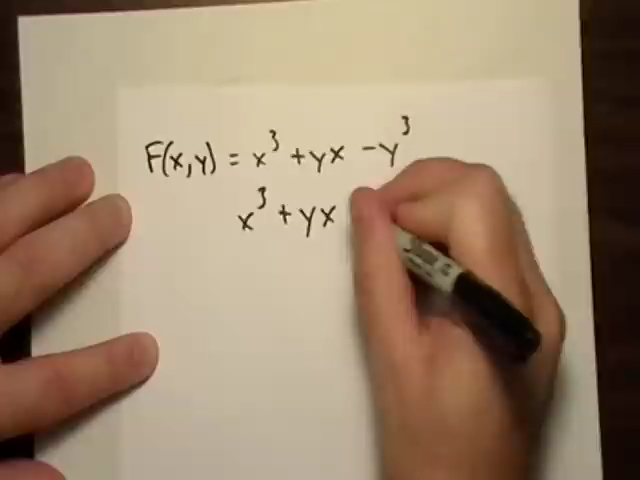 F(x,y) = x³ + yx - y³
x³ + yx